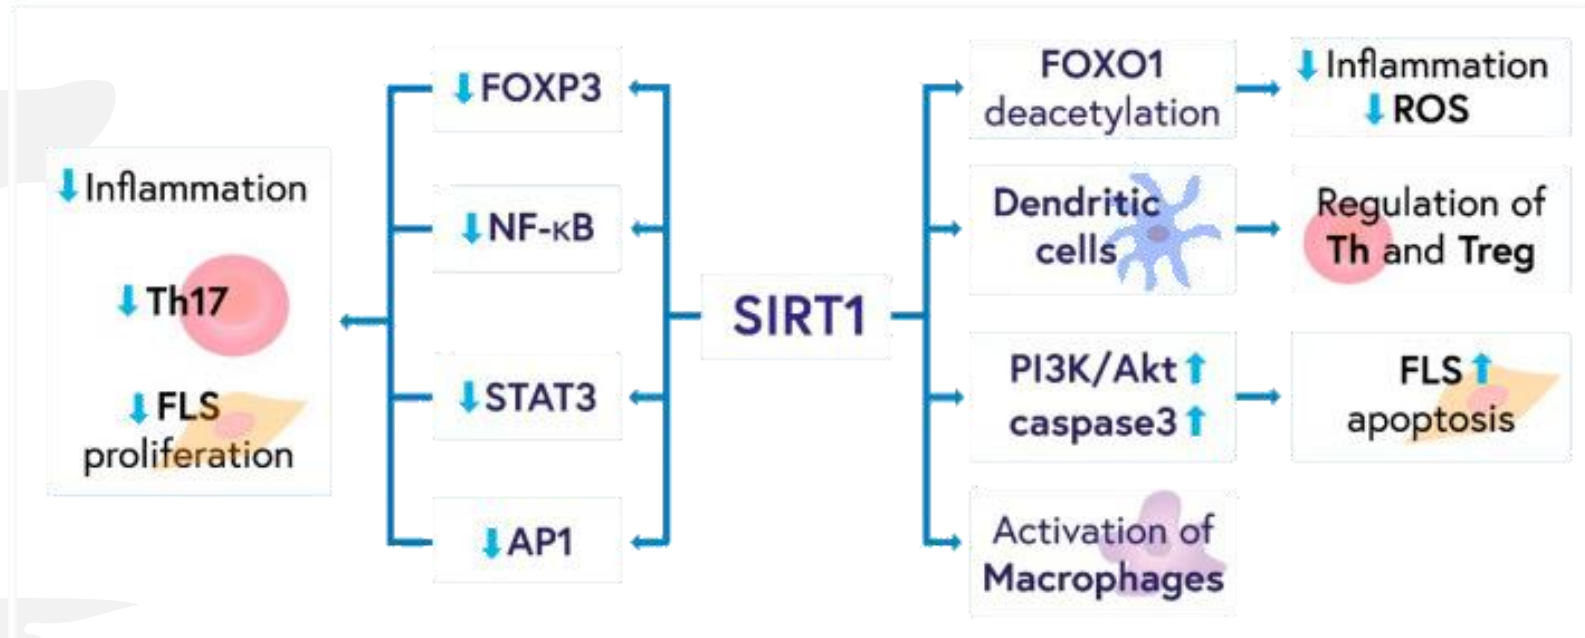 ↓ Inflammation
↓ Th17
↓ FLS
proliferation
↓ FOXP3
↓ NF-κB
↓ STAT3
↓ AP1
SIRT1
FOXO1
deacetylation
Dendritic
cells
PI3K/Akt ↑
caspase3 ↑
Activation of
Macrophages
↓ Inflammation
↓ ROS
Regulation of
Th and Treg
FLS ↑
apoptosis